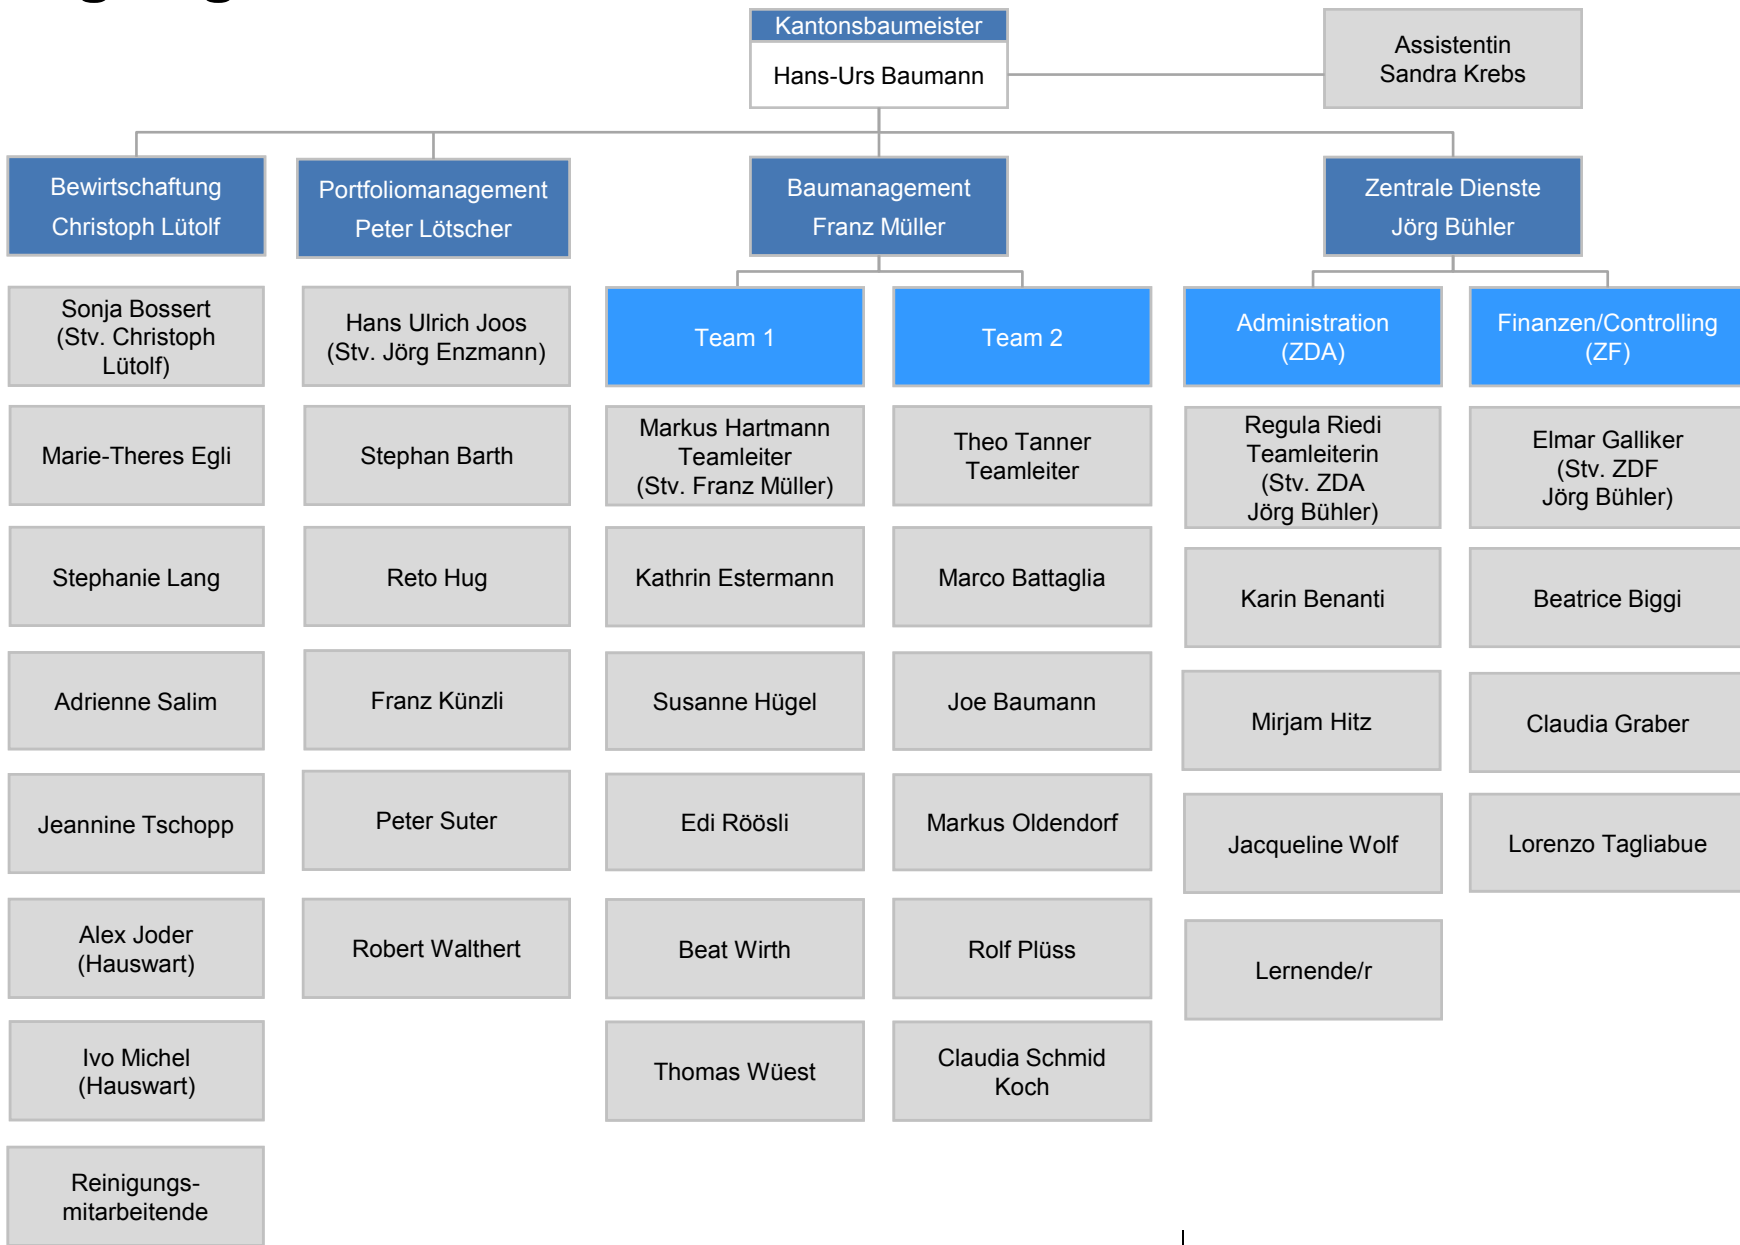 Kantonsbaumeister
Hans-Urs Baumann
Assistentin
Sandra Krebs
Bewirtschaftung
Christoph Lütolf
Portfoliomanagement
Peter Lötscher
Baumanagement
Franz Müller
Zentrale Dienste
Jörg Bühler
Sonja Bossert
(Stv. Christoph
Lütolf)
Marie-Theres Egli
Stephanie Lang
Adrienne Salim
Jeannine Tschopp
Alex Joder
(Hauswart)
Ivo Michel
(Hauswart)
Reinigungs-
mitarbeitende
Hans Ulrich Joos
(Stv. Jörg Enzmann)
Stephan Barth
Reto Hug
Franz Künzli
Peter Suter
Robert Walthert
Team 1
Markus Hartmann
Teamleiter
(Stv. Franz Müller)
Kathrin Estermann
Susanne Hügel
Edi Röösli
Beat Wirth
Thomas Wüest
Team 2
Theo Tanner
Teamleiter
Marco Battaglia
Joe Baumann
Markus Oldendorf
Rolf Plüss
Claudia Schmid
Koch
Administration
(ZDA)
Regula Riedi
Teamleiterin
(Stv. ZDA
Jörg Bühler)
Karin Benanti
Mirjam Hitz
Jacqueline Wolf
Lernende/r
Finanzen/Controlling
(ZF)
Elmar Galliker
(Stv. ZDF
Jörg Bühler)
Beatrice Biggi
Claudia Graber
Lorenzo Tagliabue